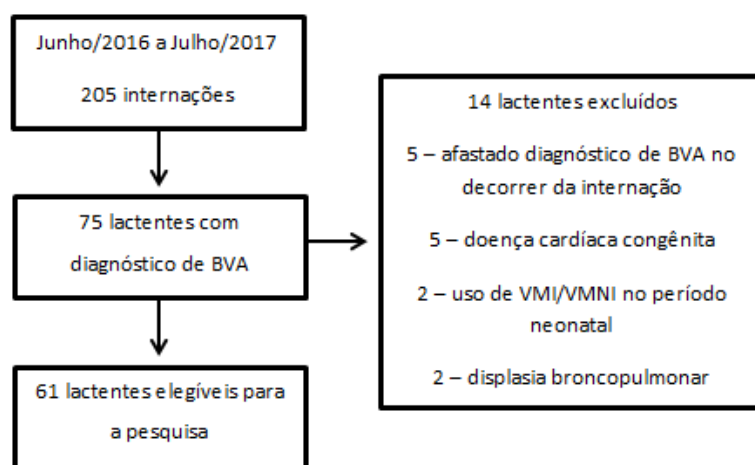 Junho/2016 a Julho/2017
205 internações
75 lactentes com
diagnóstico de BVA
61 lactentes elegíveis para
a pesquisa
14 lactentes excluídos
5 – afastado diagnóstico de BVA no
decorrer da internação
5 – doença cardíaca congênita
2 – uso de VMI/VMNI no período
neonatal
2 – displasia broncopulmonar